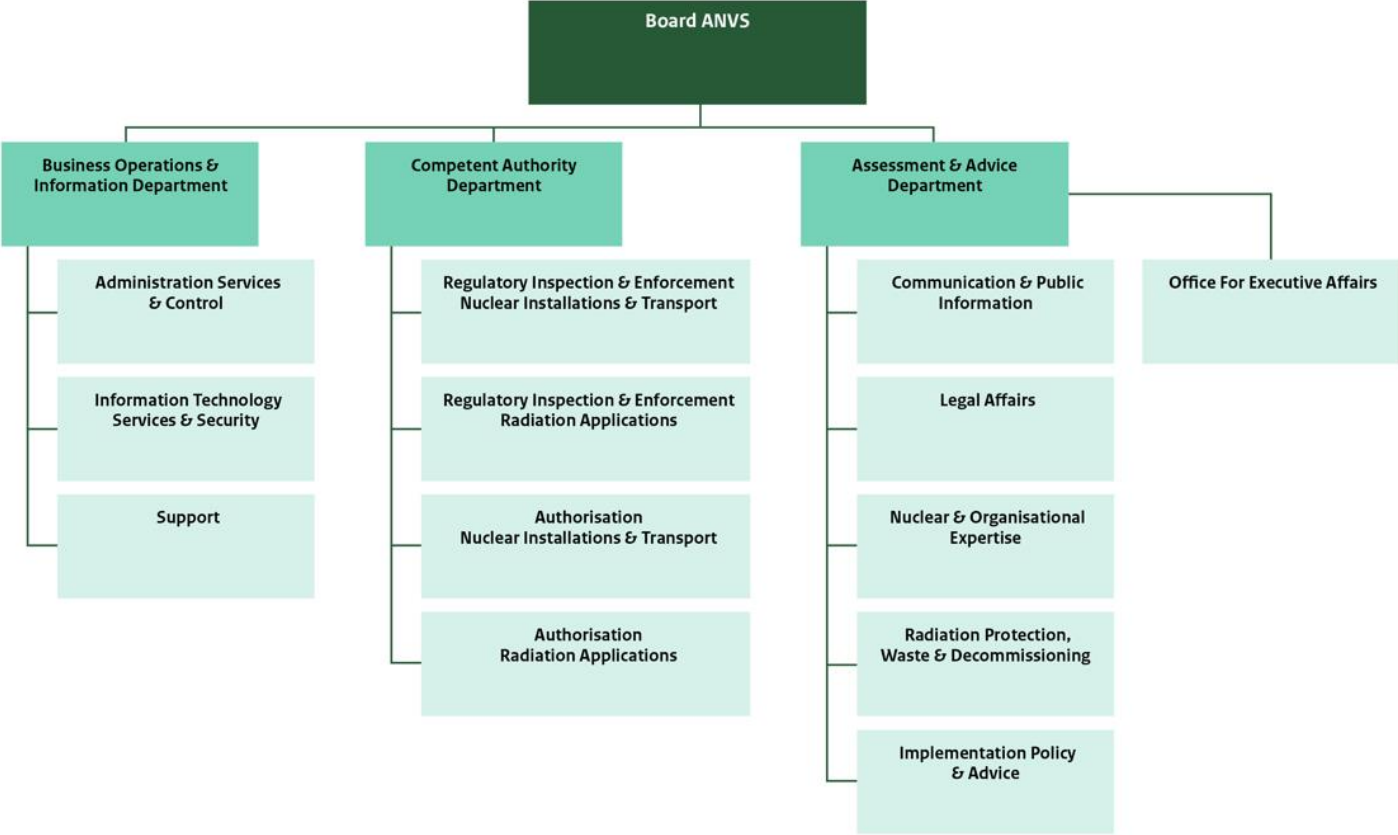 Board ANVS
Business Operations &
Information Department
Competent Authority
Department
Assessment & Advice
Department
Administration Services
& Control
Information Technology
Services & Security
Support
Regulatory Inspection & Enforcement
Nuclear Installations & Transport
Regulatory Inspection & Enforcement
Radiation Applications
Authorisation
Nuclear Installations & Transport
Authorisation
Radiation Applications
Communication & Public
Information
Legal Affairs
Nuclear & Organisational
Expertise
Radiation Protection,
Waste & Decommissioning
Implementation Policy
& Advice
Office For Executive Affairs